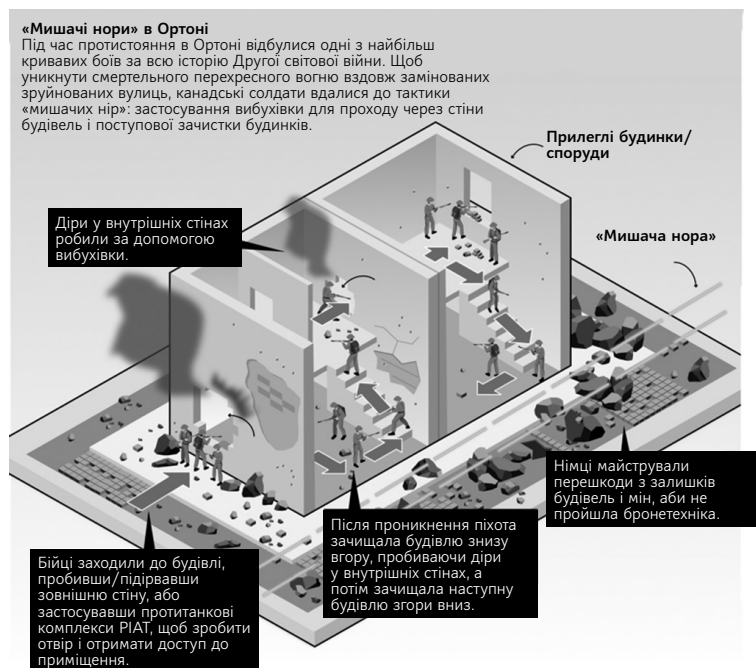 «Мишачі нори» в Ортоні
Під час протистояння в Ортоні відбулися одні з найбільш
кривавих боїв за всю історію Другої світової війни. Щоб
уникнути смертельного перехресного вогню вздовж замінованих
зруйнованих вулиць, канадські солдати вдалися до тактики
«мишачих нір»: застосування вибухівки для проходу через стіни
будівель і поступової зачистки будинків.
Прилеглі будинки/
споруди
Діри у внутрішніх стінах
робили за допомогою
вибухівки.
«Мишача нора»
Німці майстрували
перешкоди з залишків
будівель і мін, аби не
пройшла бронетехніка.
Після проникнення піхота
зачищала будівлю знизу
вгору, пробиваючи діри
у внутрішніх стінах, а
потім зачищала наступну
будівлю згори вниз.
Бійці заходили до будівлі,
пробивши/підірвавши
зовнішню стіну, або
застосувавши протитанкові
комплекси PIAT, щоб зробити
отвір і отримати доступ до
приміщення.